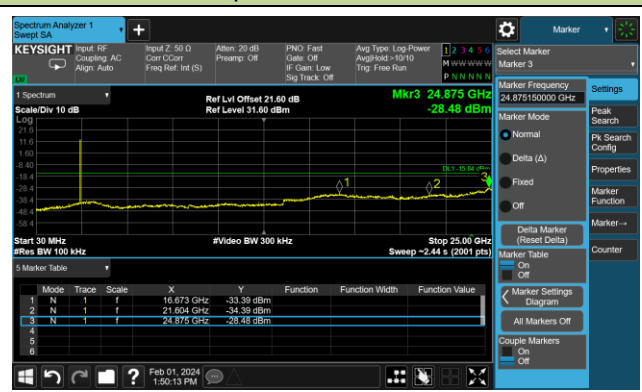 Spectrum Analyzer 1
Swept SA
Marker
KEYSIGHT Input: RF Input Z: 50 Ω Atten: 20 dB PNO: Fast Avg Type: Log-Power 1 2 3 4 5 6
Coupling: AC Corr CCorr Preamp: Off Gate: Off Avg|Hold:>10/10 M W W W W W
Align: Auto Freq Ref: Int (S) IF Gain: Low Trig: Free Run
Sig Track: Off P N N N N N
LXI
Select Marker
Marker 3
1 Spectrum
Scale/Div 10 dB
Ref Lvl Offset 21.60 dB
Ref Level 31.60 dBm
Mkr3 24.875 GHz
-28.48 dBm
Log
21.6
11.6
1.60
-8.40
-18.4
-28.4
-38.4
-48.4
-58.4
DL1 -15.84 dBm
1
2
3
Start 30 MHz #Video BW 300 kHz Stop 25.00 GHz
#Res BW 100 kHz Sweep ~2.44 s (2001 pts)
5 Marker Table
Mode Trace Scale X Y Function Function Width Function Value
1 N 1 f 16.673 GHz -33.39 dBm
2 N 1 f 21.604 GHz -34.39 dBm
3 N 1 f 24.875 GHz -28.48 dBm
4
5
6
Marker Frequency
24.875150000 GHz
Marker Mode
Normal
Delta (Δ)
Fixed
Off
Delta Marker
(Reset Delta)
Marker Table
On
Off
Marker Settings
Diagram
All Markers Off
Couple Markers
On
Off
Settings
Peak
Search
Pk Search
Config
Properties
Marker
Function
Marker→
Counter
Feb 01, 2024
1:50:13 PM